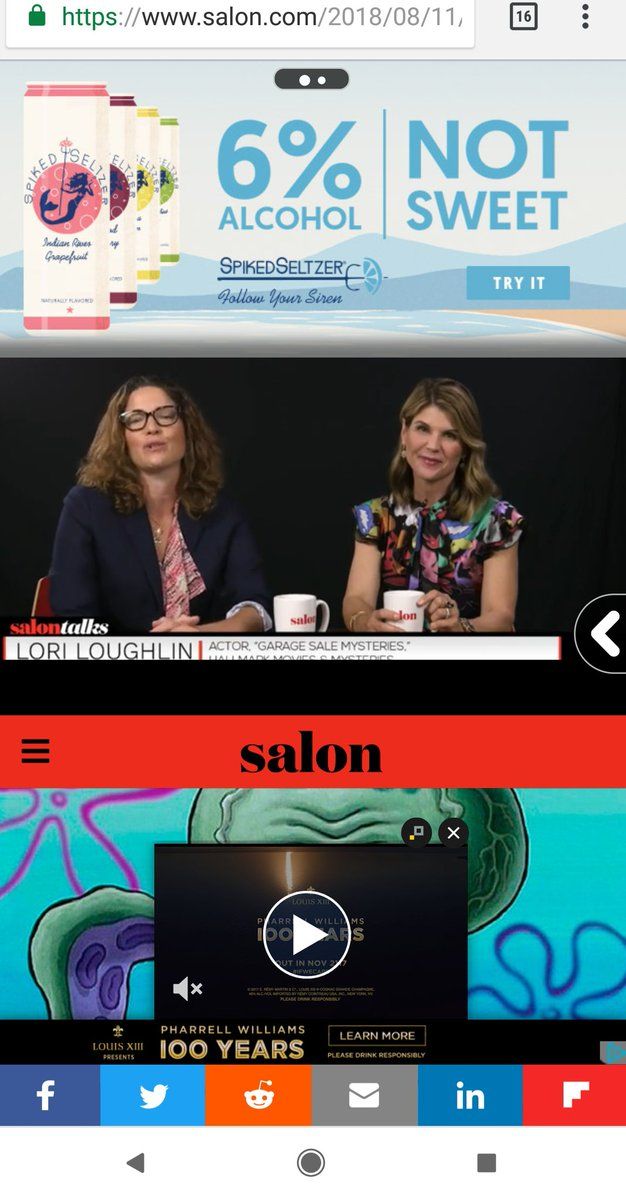 https://www.salon.com/2018/08/11/
16
SPIKED SELTZER
Indian River
Grapefruit
NATURALLY FLAVORED
6%
ALCOHOL
NOT
SWEET
SPIKEDSELTZER
Follow Your Siren
TRY IT
salon
salon
salontalks
LORI LOUGHLIN
ACTOR, "GARAGE SALE MYSTERIES,"
HALLMARK MOVIES & MYSTERIES
salon
LOUIS XIII
PHARRELL WILLIAMS
100 YEARS
OUT IN NOV 2117
#IFWECARE
PLEASE DRINK RESPONSIBLY
LOUIS XIII
PRESENTS
PHARRELL WILLIAMS
100 YEARS
LEARN MORE
PLEASE DRINK RESPONSIBLY
f
in